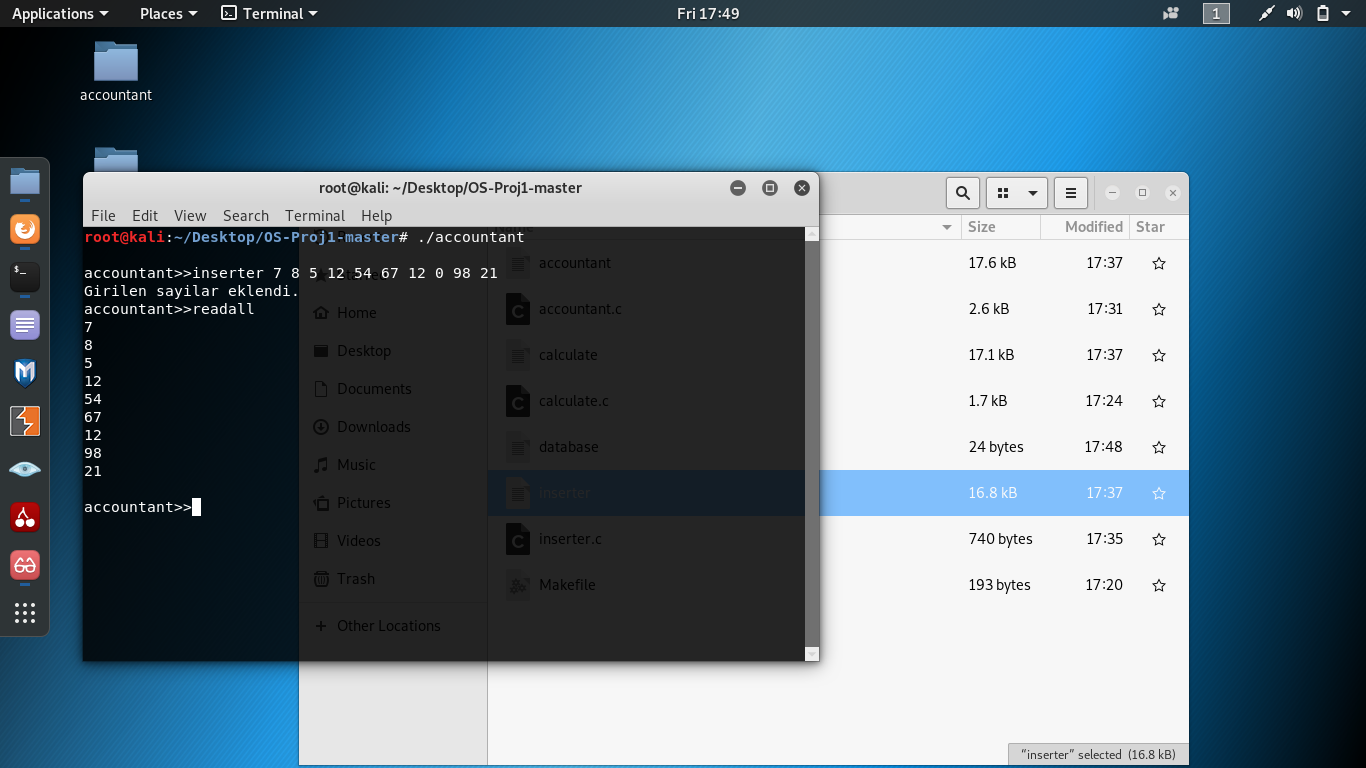 Applications
Places
Terminal
Fri 17:49
1
accountant
root@kali: ~/Desktop/OS-Proj1-master
File Edit View Search Terminal Help
root@kali:~/Desktop/OS-Proj1-master# ./accountant
accountant>>inserter 7 8 5 12 54 67 12 0 98 21
Girilen sayilar eklendi.
accountant>>readall
7
8
5
12
54
67
12
98
21
accountant>>
Home
Desktop
Documents
Downloads
Music
Pictures
Videos
Trash
+ Other Locations
Size Modified Star
accountant 17.6 kB 17:37
accountant.c 2.6 kB 17:31
calculate 17.1 kB 17:37
calculate.c 1.7 kB 17:24
database 24 bytes 17:48
inserter 16.8 kB 17:37
inserter.c 740 bytes 17:35
Makefile 193 bytes 17:20
“inserter” selected (16.8 kB)